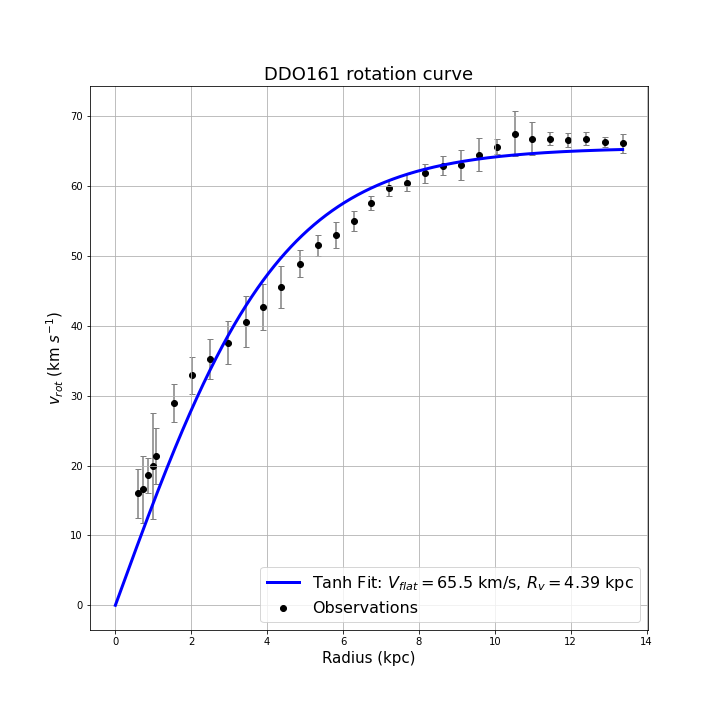 DDO161 rotation curve
70
60
50
40
30
20
10
0
v_rot (km s^−1)
0 2 4 6 8 10 12 14
Radius (kpc)
Tanh Fit: V_flat = 65.5 km/s, R_v = 4.39 kpc
Observations